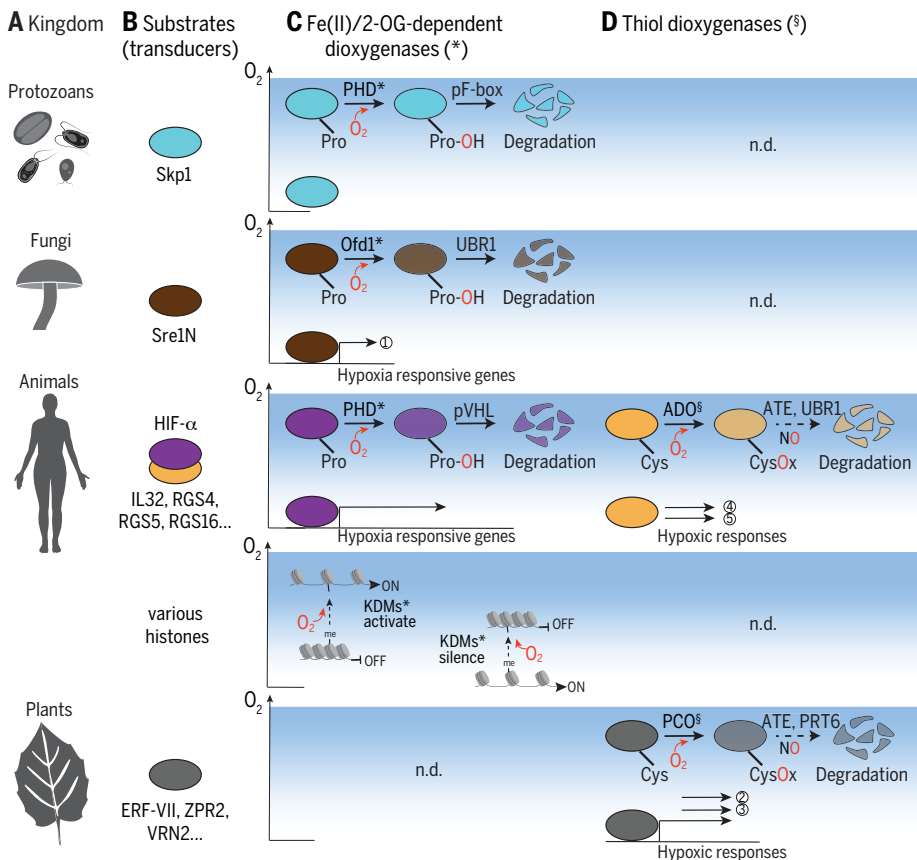 A Kingdom
B Substrates
(transducers)
C Fe(II)/2-OG-dependent
dioxygenases (*)
D Thiol dioxygenases (§)
Protozoans
Skp1
O2
PHD*
O2
Pro
pF-box
Pro-OH
Degradation
n.d.
Fungi
Sre1N
O2
Ofd1*
O2
Pro
UBR1
Pro-OH
Degradation
①
Hypoxia responsive genes
n.d.
Animals
HIF-α
IL32, RGS4,
RGS5, RGS16...
O2
PHD*
O2
Pro
pVHL
Pro-OH
Degradation
Hypoxia responsive genes
ADO§
O2
Cys
ATE, UBR1
NO
CysOx
Degradation
④
⑤
Hypoxic responses
various
histones
O2
ON
KDMs*
activate
O2
me
OFF
OFF
KDMs*
silence
O2
me
ON
n.d.
Plants
ERF-VII, ZPR2,
VRN2...
O2
n.d.
PCO§
O2
Cys
ATE, PRT6
NO
CysOx
Degradation
②
③
Hypoxic responses